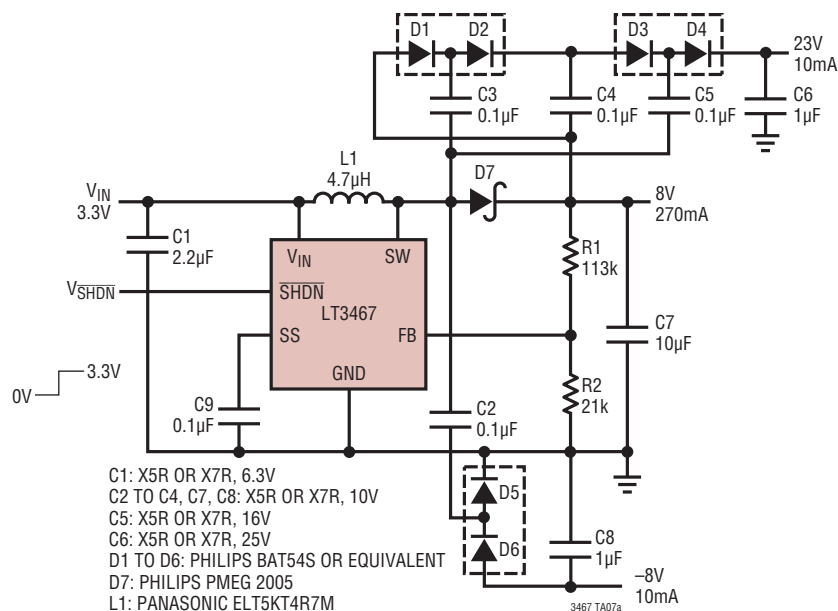 D1 D2 D3 D4
23V
10mA
C3
0.1µF
C4
0.1µF
C5
0.1µF
C6
1µF
L1
4.7µH
D7
VIN
3.3V
8V
270mA
C1
2.2µF
VIN SW
R1
113k
VSHDN
SHDN
LT3467
SS FB
C7
10µF
GND
0V 3.3V
C9
0.1µF
C2
0.1µF
R2
21k
C1: X5R OR X7R, 6.3V
C2 TO C4, C7, C8: X5R OR X7R, 10V
C5: X5R OR X7R, 16V
C6: X5R OR X7R, 25V
D1 TO D6: PHILIPS BAT54S OR EQUIVALENT
D7: PHILIPS PMEG 2005
L1: PANASONIC ELT5KT4R7M
D5
D6
C8
1µF
–8V
10mA
3467 TA07a